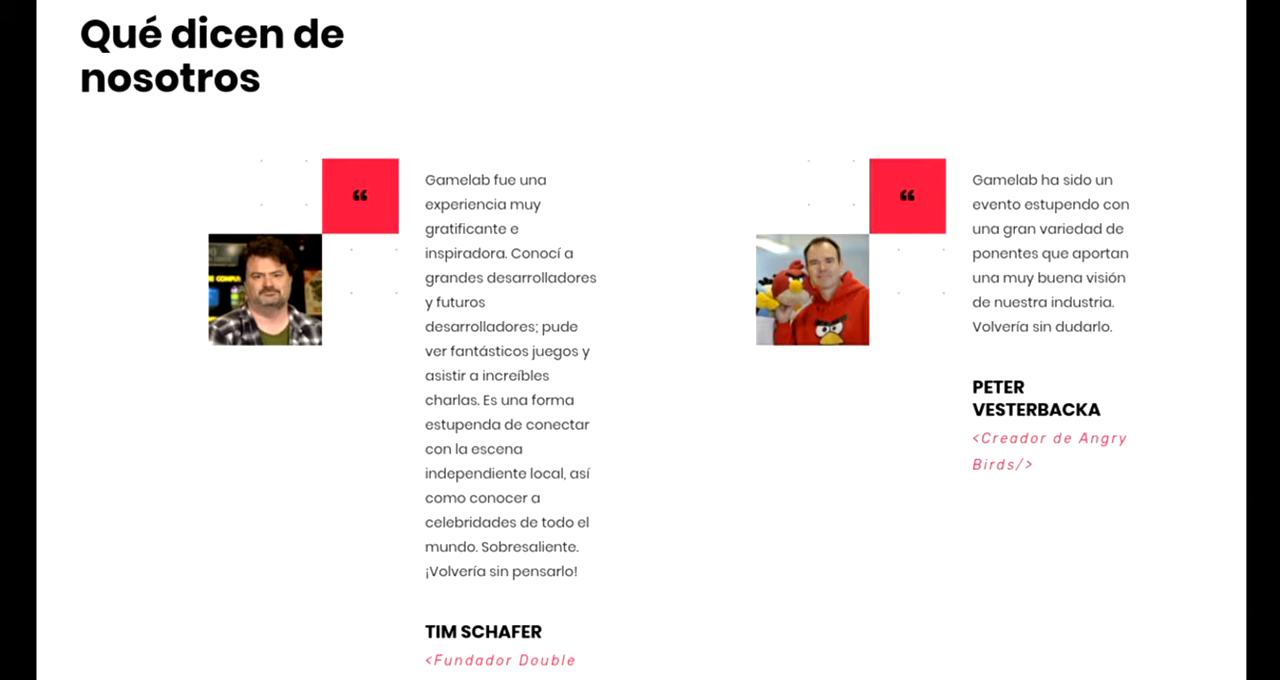 Qué dicen de
nosotros
“
Gamelab fue una
experiencia muy
gratificante e
inspiradora. Conocí a
grandes desarrolladores
y futuros
desarrolladores; pude
ver fantásticos juegos y
asistir a increíbles
charlas. Es una forma
estupenda de conectar
con la escena
independiente local, así
como conocer a
celebridades de todo el
mundo. Sobresaliente.
¡Volvería sin pensarlo!
TIM SCHAFER
<Fundador Double
“
Gamelab ha sido un
evento estupendo con
una gran variedad de
ponentes que aportan
una muy buena visión
de nuestra industria.
Volvería sin dudarlo.
PETER
VESTERBACKA
<Creador de Angry
Birds/>